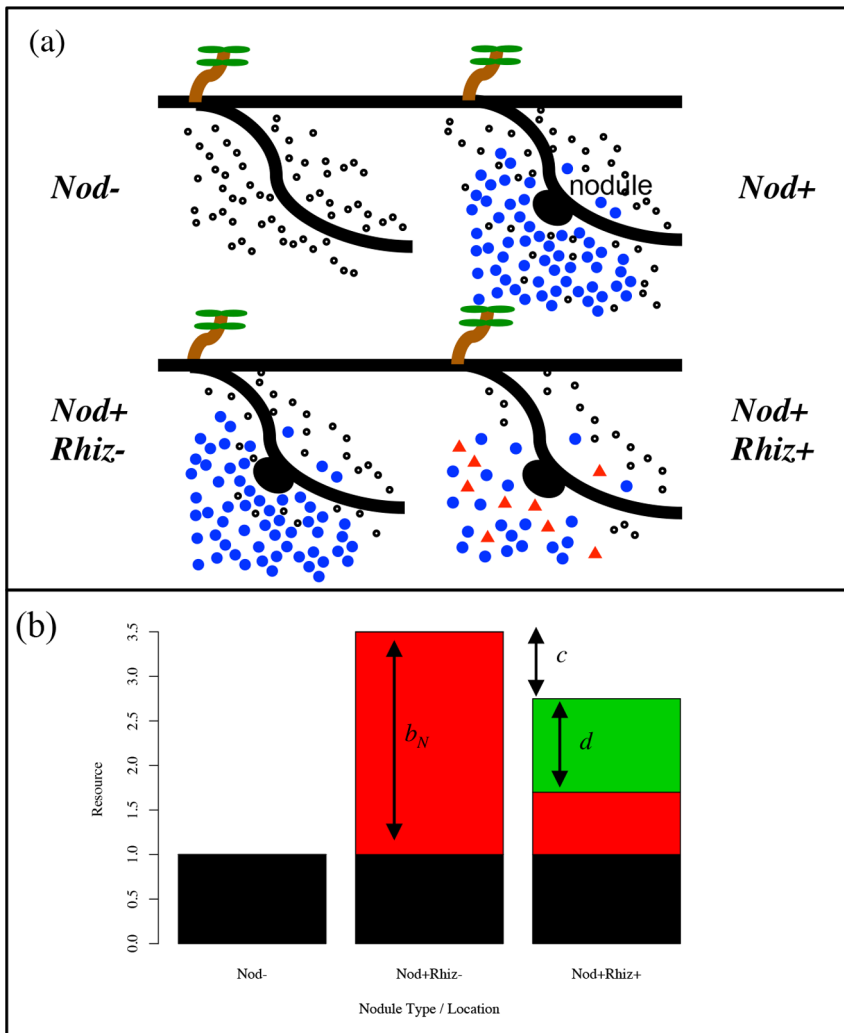 (a)
Nod-
nodule
Nod+
Nod+
Rhiz-
Nod+
Rhiz+
(b)
3.5
3.0
2.5
2.0
1.5
1.0
0.5
0.0
Resource
b_N
c
d
Nod-
Nod+Rhiz-
Nod+Rhiz+
Nodule Type / Location